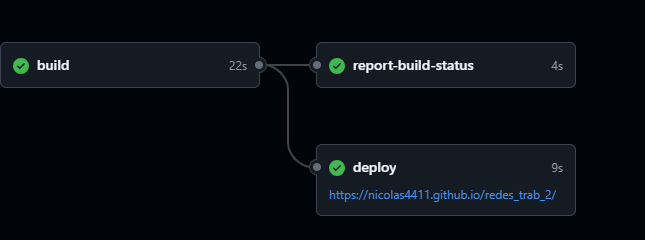 build 22s
report-build-status 4s
deploy 9s
https://nicolas4411.github.io/redes_trab_2/